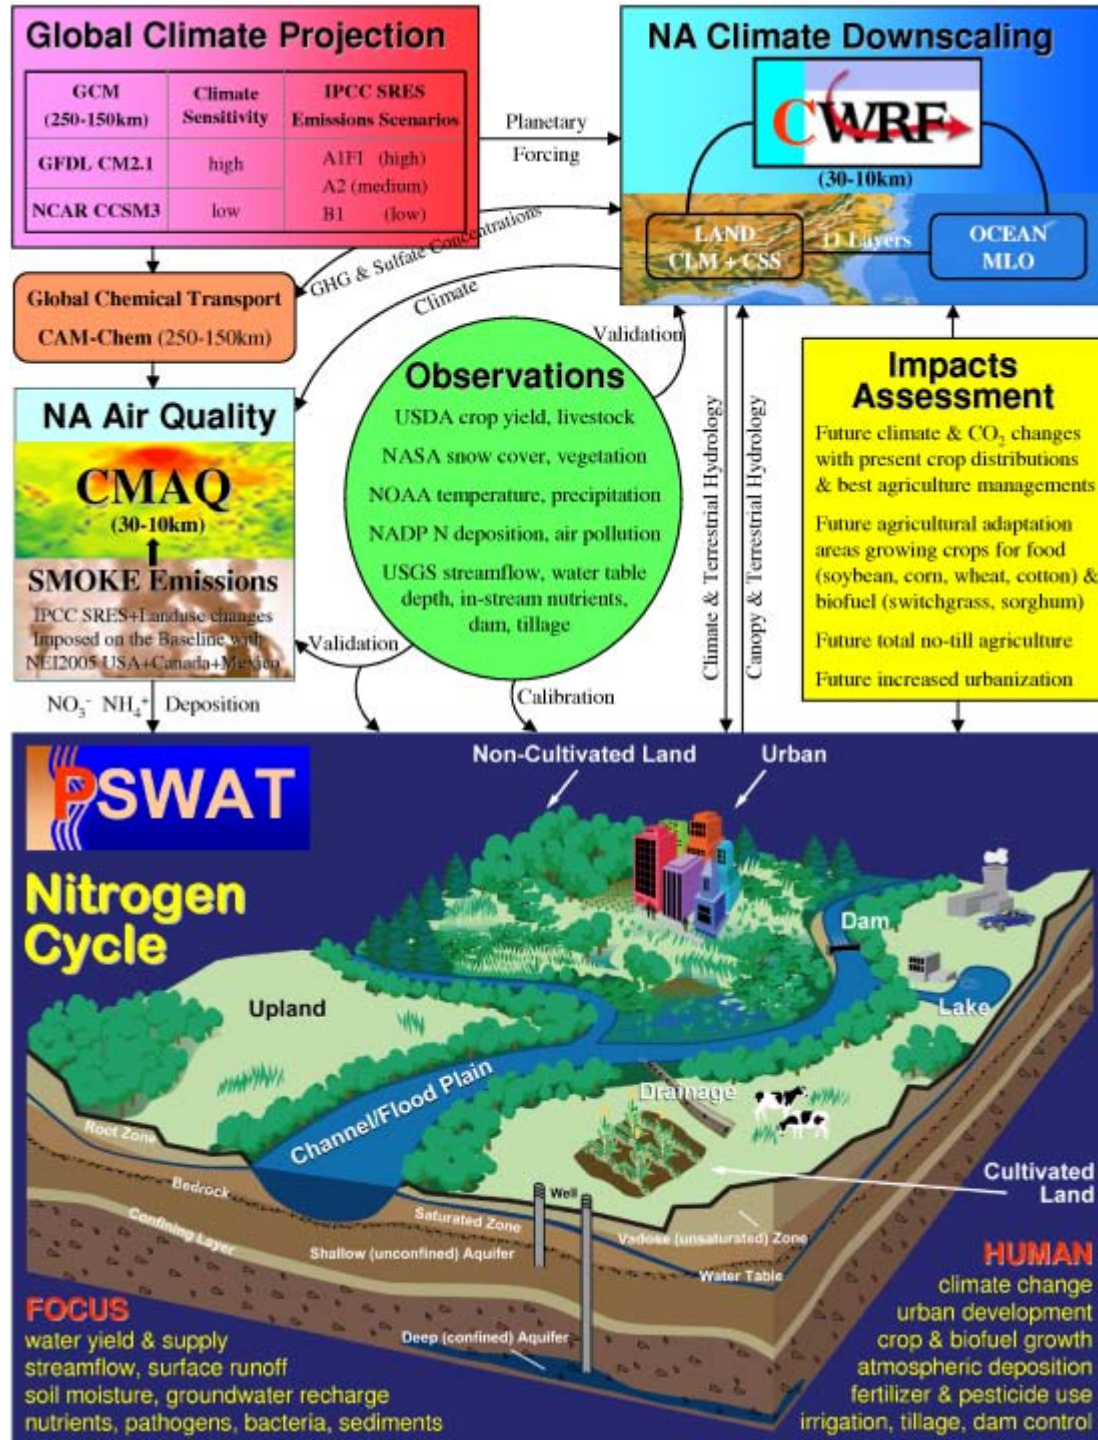 Global Climate Projection
GCM
(250-150km)
Climate
Sensitivity
IPCC SRES
Emissions Scenarios
GFDL CM2.1
high
A1FI (high)
A2 (medium)
B1 (low)
NCAR CCSM3
low
Planetary
Forcing
NA Climate Downscaling
CWRF
(30-10km)
LAND
CLM + CSS
11 Layers
OCEAN
MLO
GHG & Sulfate Concentrations
Climate
Global Chemical Transport
CAM-Chem (250-150km)
NA Air Quality
CMAQ
(30-10km)
SMOKE Emissions
IPCC SRES+Landuse changes
Imposed on the Baseline with
NEI2005 USA+Canada+Mexico
NO₃⁻ NH₄⁺ Deposition
Validation
Observations
USDA crop yield, livestock
NASA snow cover, vegetation
NOAA temperature, precipitation
NADP N deposition, air pollution
USGS streamflow, water table
depth, in-stream nutrients,
dam, tillage
Validation
Calibration
Climate & Terrestrial Hydrology
Canopy & Terrestrial Hydrology
Impacts
Assessment
Future climate & CO₂ changes
with present crop distributions
& best agriculture managements
Future agricultural adaptation
areas growing crops for food
(soybean, corn, wheat, cotton) &
biofuel (switchgrass, sorghum)
Future total no-till agriculture
Future increased urbanization
PSWAT
Nitrogen
Cycle
Non-Cultivated Land
Urban
Dam
Lake
Upland
Channel/Flood Plain
Drainage
Cultivated
Land
Root Zone
Bedrock
Confining Layer
Well
Saturated Zone
Shallow (unconfined) Aquifer
Vadose (unsaturated) Zone
Water Table
Deep (confined) Aquifer
FOCUS
water yield & supply
streamflow, surface runoff
soil moisture, groundwater recharge
nutrients, pathogens, bacteria, sediments
HUMAN
climate change
urban development
crop & biofuel growth
atmospheric deposition
fertilizer & pesticide use
irrigation, tillage, dam control